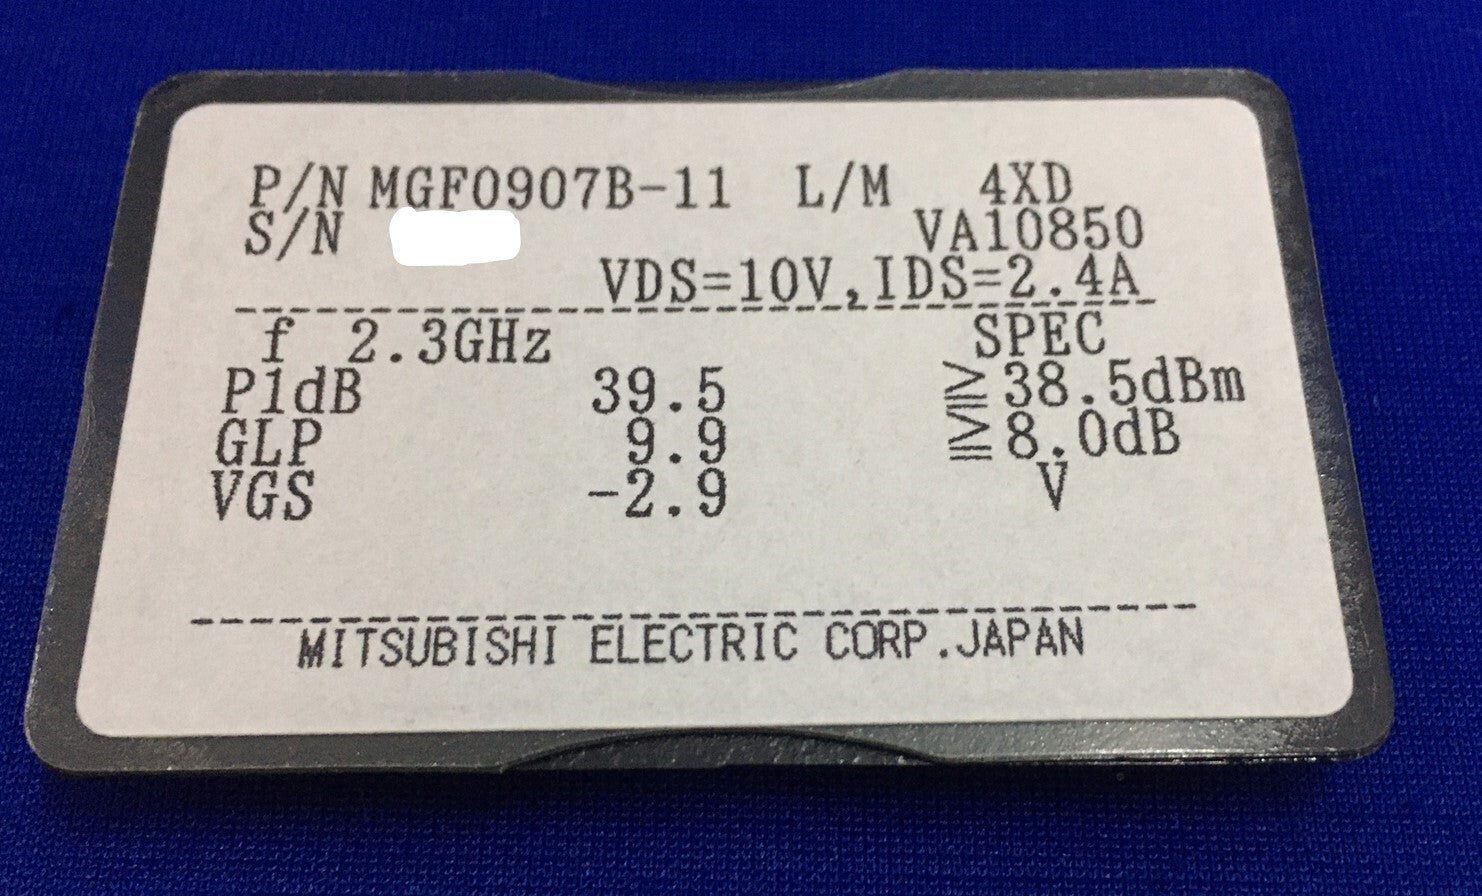 P/N MGF0907B-11 L/M 4XD
S/N VA10850
VDS=10V,IDS=2.4A
f 2.3GHz SPEC
P1dB 39.5 ≧38.5dBm
GLP 9.9 ≧8.0dB
VGS -2.9 V
MITSUBISHI ELECTRIC CORP.JAPAN